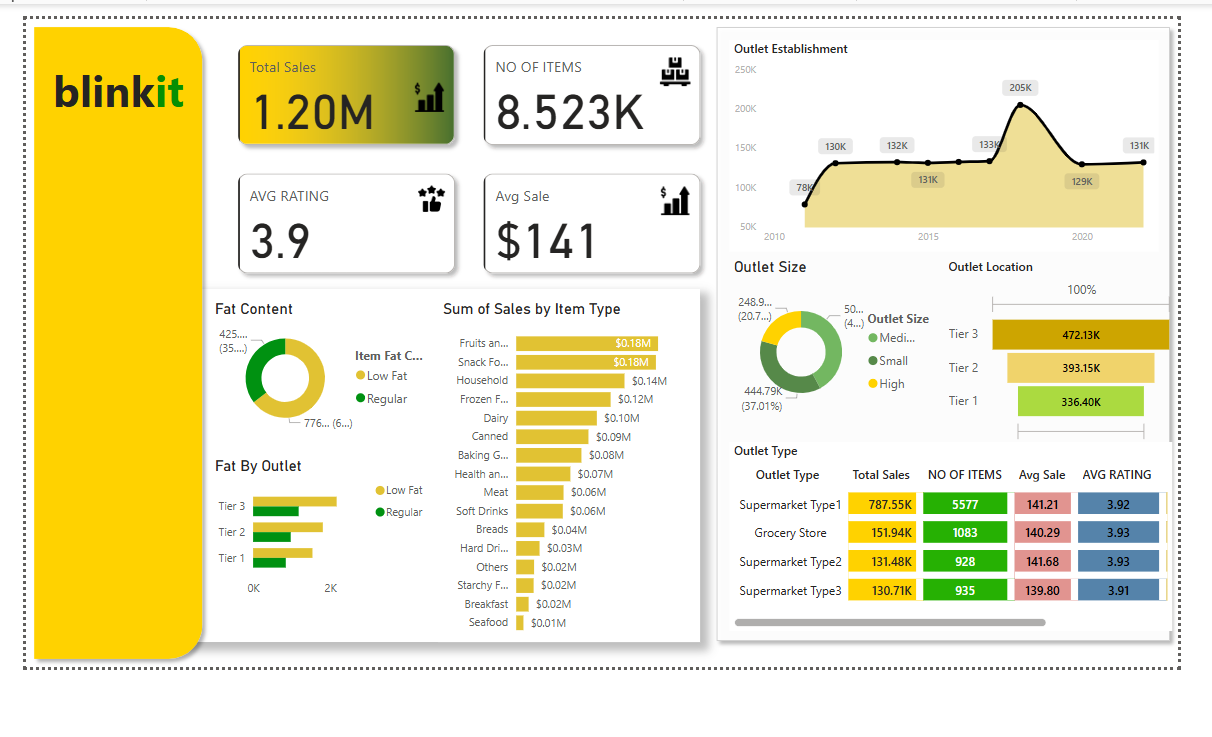 blinkit
Total Sales
1.20M
NO OF ITEMS
8.523K
AVG RATING
3.9
Avg Sale
$141
Fat Content
425...
(35....)
776... (6...)
Item Fat C...
Low Fat
Regular
Fat By Outlet
Low Fat
Regular
Tier 3
Tier 2
Tier 1
0K 2K
Sum of Sales by Item Type
Fruits an... $0.18M
Snack Fo... $0.18M
Household $0.14M
Frozen F... $0.12M
Dairy $0.10M
Canned $0.09M
Baking G... $0.08M
Health an... $0.07M
Meat $0.06M
Soft Drinks $0.06M
Breads $0.04M
Hard Dri... $0.03M
Others $0.02M
Starchy F... $0.02M
Breakfast $0.02M
Seafood $0.01M
Outlet Establishment
250K
200K
150K
100K
50K
78K 130K 132K 131K 133K 205K 129K 131K
2010 2015 2020
Outlet Size
248.9...
(20.7...)
50...
(4...)
444.79K
(37.01%)
Outlet Size
Medi...
Small
High
Outlet Location
100%
Tier 3 472.13K
Tier 2 393.15K
Tier 1 336.40K
Outlet Type
Outlet Type Total Sales NO OF ITEMS Avg Sale AVG RATING
Supermarket Type1 787.55K 5577 141.21 3.92
Grocery Store 151.94K 1083 140.29 3.93
Supermarket Type2 131.48K 928 141.68 3.93
Supermarket Type3 130.71K 935 139.80 3.91